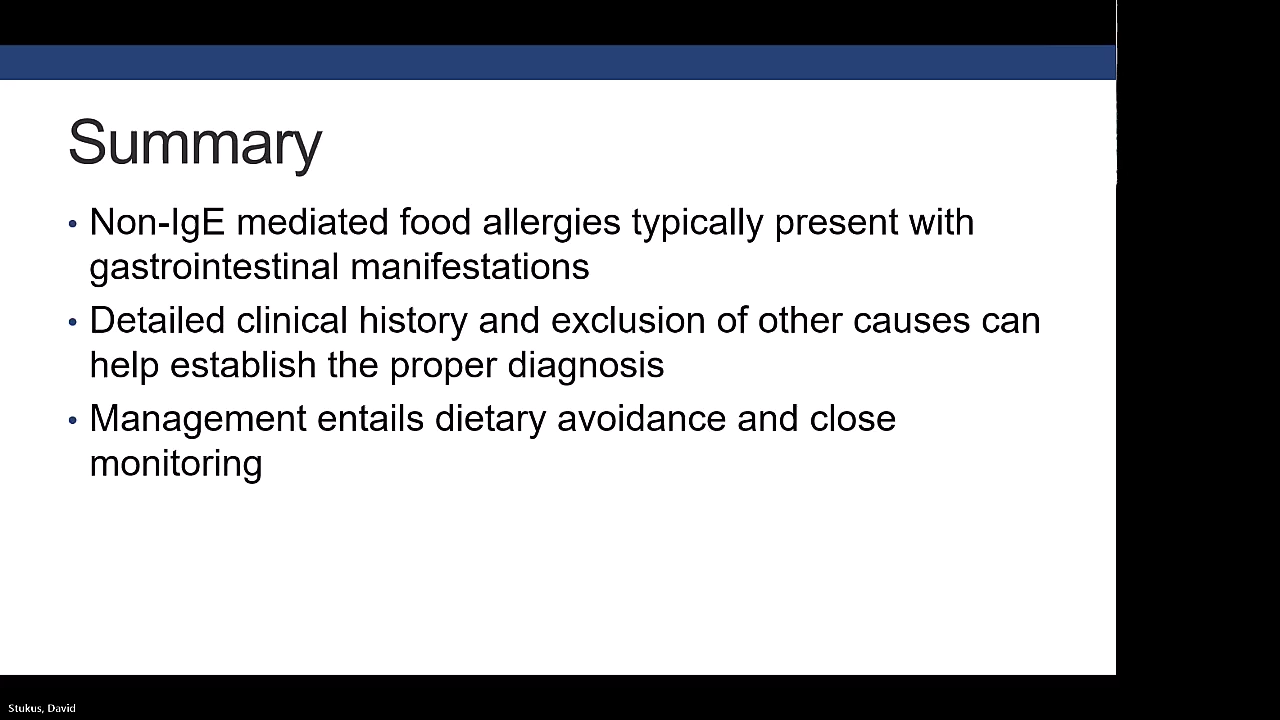 Summary
• Non-IgE mediated food allergies typically present with
gastrointestinal manifestations
• Detailed clinical history and exclusion of other causes can
help establish the proper diagnosis
• Management entails dietary avoidance and close
monitoring
Stukus, David